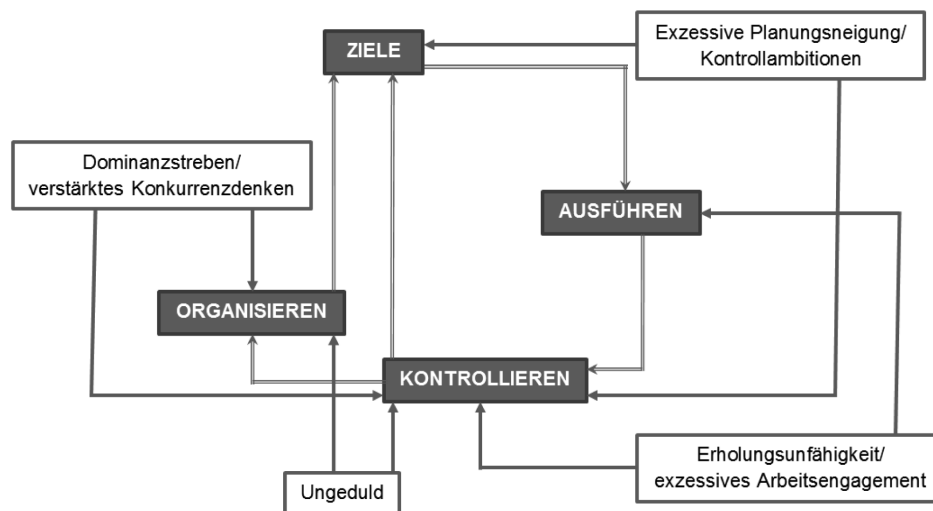 ZIELE
Exzessive Planungsneigung/
Kontrollambitionen
Dominanzstreben/
verstärktes Konkurrenzdenken
AUSFÜHREN
ORGANISIEREN
KONTROLLIEREN
Ungeduld
Erholungsunfähigkeit/
exzessives Arbeitsengagement